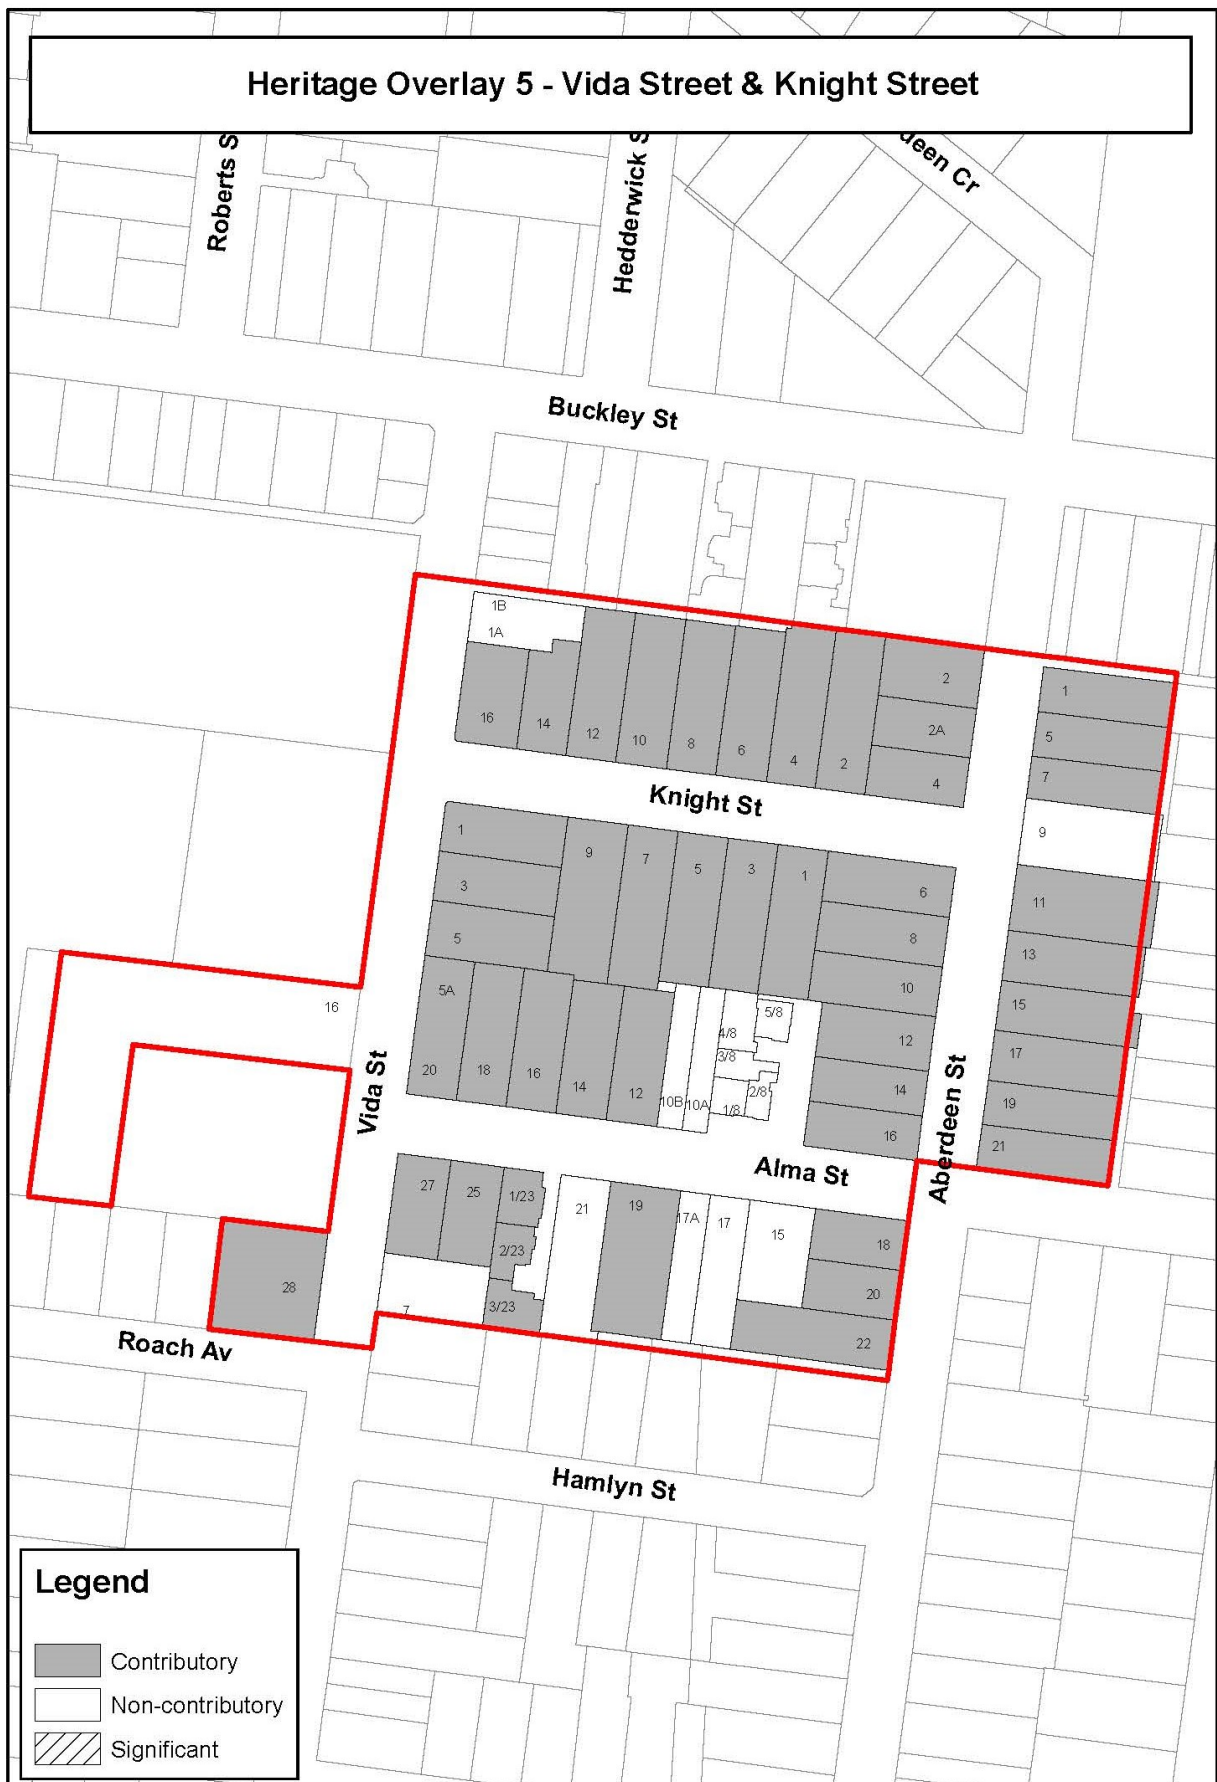 Heritage Overlay 5 - Vida Street & Knight Street
Roberts S
Hedderwick S
deen Cr
Buckley St
1B
1A
16
14
12
10
8
6
4
2
2
2A
4
1
5
7
9
11
13
15
17
19
21
Knight St
1
3
5
9
7
5
3
1
6
8
10
12
14
16
5A
20
18
16
14
12
10B
10A
4/8
3/8
5/8
2/8
1/8
16
Vida St
Aberdeen St
Alma St
27
25
1/23
2/23
3/23
21
19
17A
17
15
18
20
22
7
28
Roach Av
Hamlyn St
Legend
Contributory
Non-contributory
Significant